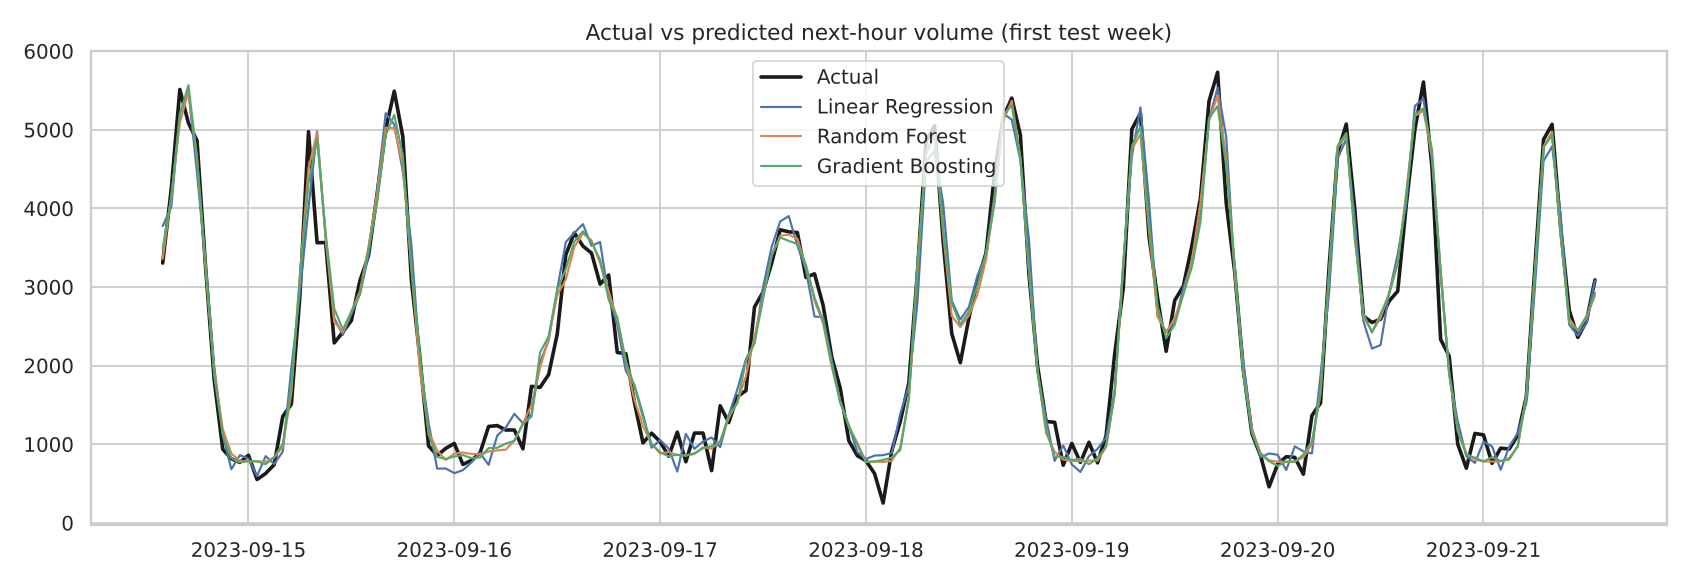 Actual vs predicted next-hour volume (first test week)
6000
5000
4000
3000
2000
1000
0
Actual
Linear Regression
Random Forest
Gradient Boosting
2023-09-15
2023-09-16
2023-09-17
2023-09-18
2023-09-19
2023-09-20
2023-09-21